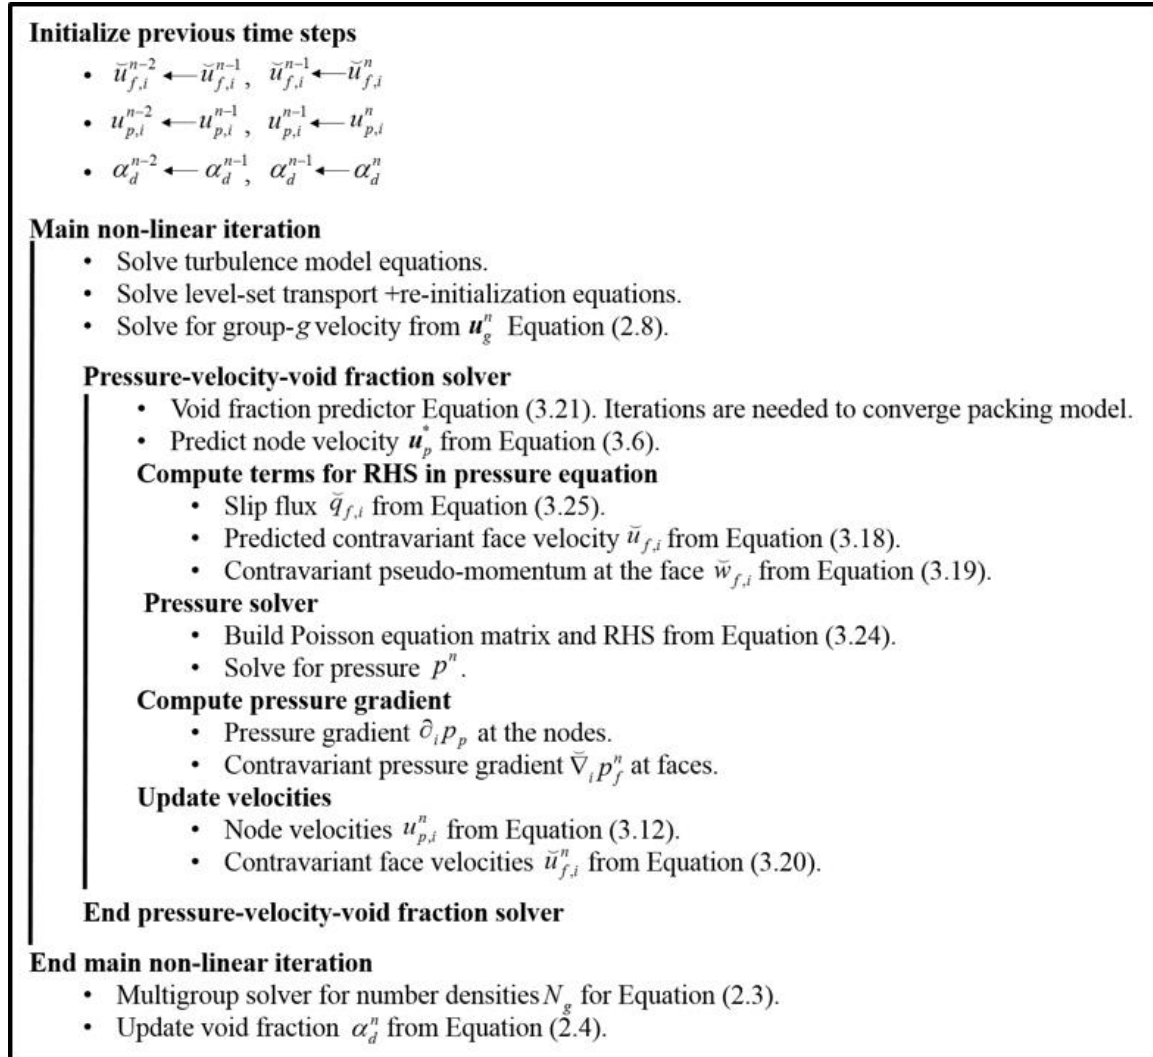 Initialize previous time steps
• ŭ_{f,i}^{n-2} ← ŭ_{f,i}^{n-1}, ŭ_{f,i}^{n-1} ← ŭ_{f,i}^{n}
• u_{p,i}^{n-2} ← u_{p,i}^{n-1}, u_{p,i}^{n-1} ← u_{p,i}^{n}
• α_d^{n-2} ← α_d^{n-1}, α_d^{n-1} ← α_d^{n}
Main non-linear iteration
• Solve turbulence model equations.
• Solve level-set transport +re-initialization equations.
• Solve for group-g velocity from u_g^n Equation (2.8).
Pressure-velocity-void fraction solver
• Void fraction predictor Equation (3.21). Iterations are needed to converge packing model.
• Predict node velocity u_p^* from Equation (3.6).
Compute terms for RHS in pressure equation
• Slip flux q̆_{f,i} from Equation (3.25).
• Predicted contravariant face velocity ŭ_{f,i} from Equation (3.18).
• Contravariant pseudo-momentum at the face w̆_{f,i} from Equation (3.19).
Pressure solver
• Build Poisson equation matrix and RHS from Equation (3.24).
• Solve for pressure p^n.
Compute pressure gradient
• Pressure gradient ∂_i p_p at the nodes.
• Contravariant pressure gradient ∇̆_i p_f^n at faces.
Update velocities
• Node velocities u_{p,i}^n from Equation (3.12).
• Contravariant face velocities ŭ_{f,i}^n from Equation (3.20).
End pressure-velocity-void fraction solver
End main non-linear iteration
• Multigroup solver for number densities N_g for Equation (2.3).
• Update void fraction α_d^n from Equation (2.4).